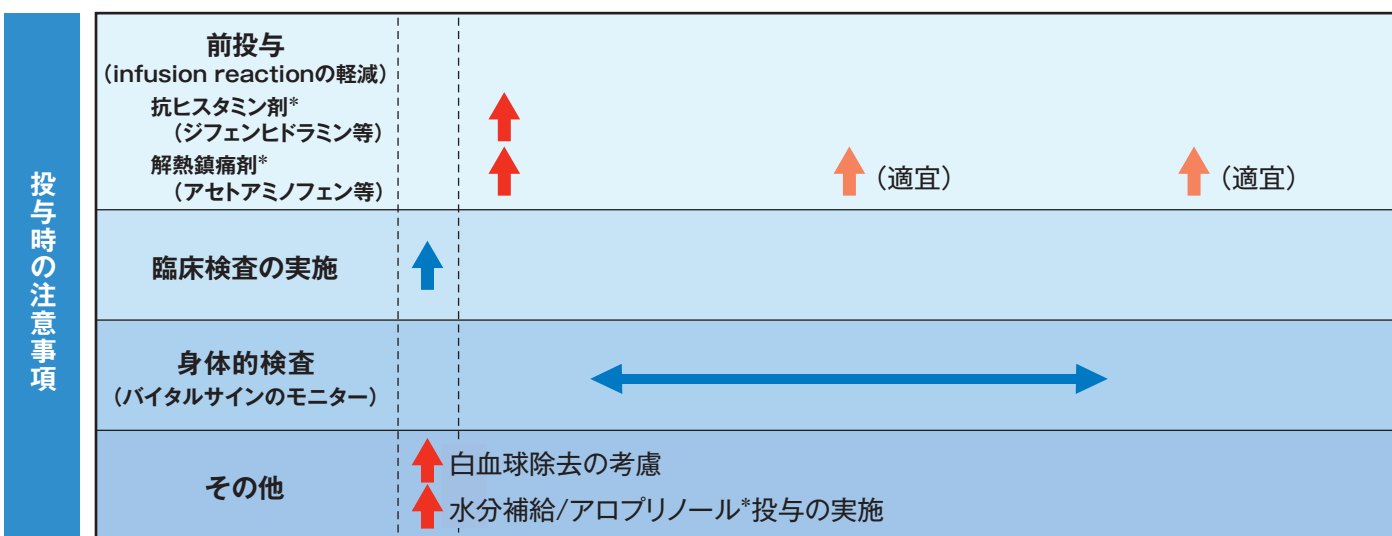 投与時の注意事項
前投与
（infusion reactionの軽減）
抗ヒスタミン剤*
（ジフェンヒドラミン等）
解熱鎮痛剤*
（アセトアミノフェン等）
（適宜）
（適宜）
臨床検査の実施
身体的検査
（バイタルサインのモニター）
その他
白血球除去の考慮
水分補給/アロプリノール*投与の実施